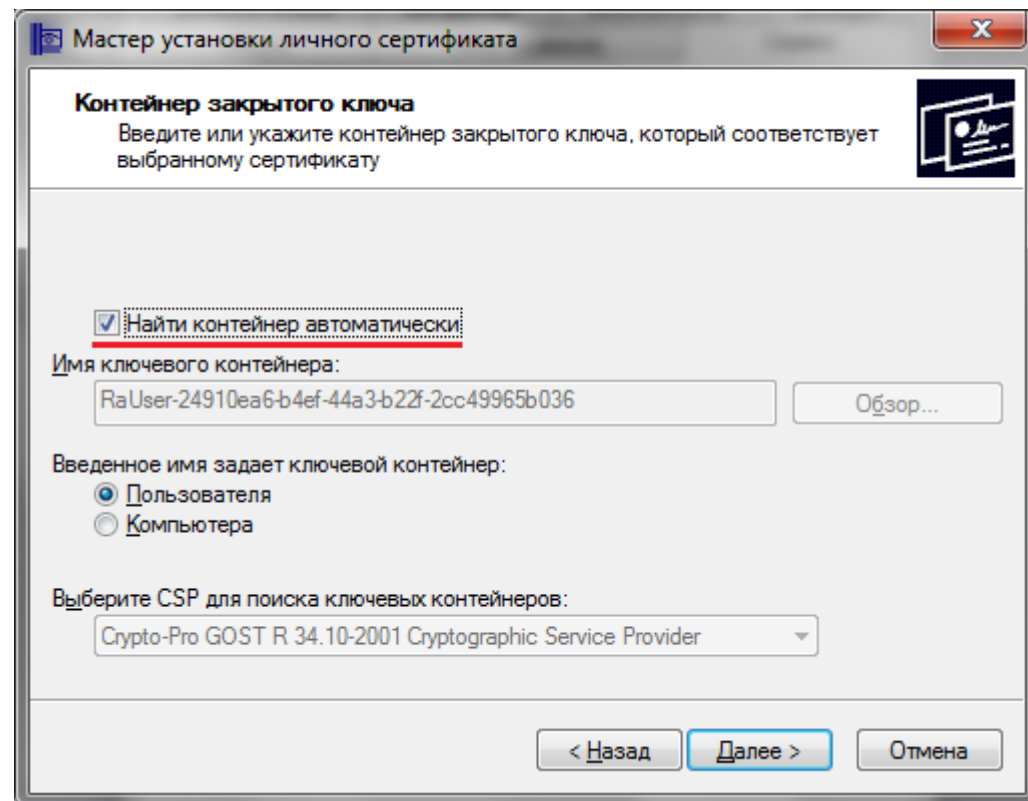 Мастер установки личного сертификата
Контейнер закрытого ключа
Введите или укажите контейнер закрытого ключа, который соответствует
выбранному сертификату
Найти контейнер автоматически
Имя ключевого контейнера:
RaUser-24910ea6-b4ef-44a3-b22f-2cc49965b036
Обзор...
Введенное имя задает ключевой контейнер:
Пользователя
Компьютера
Выберите CSP для поиска ключевых контейнеров:
Crypto-Pro GOST R 34.10-2001 Cryptographic Service Provider
< Назад Далее > Отмена